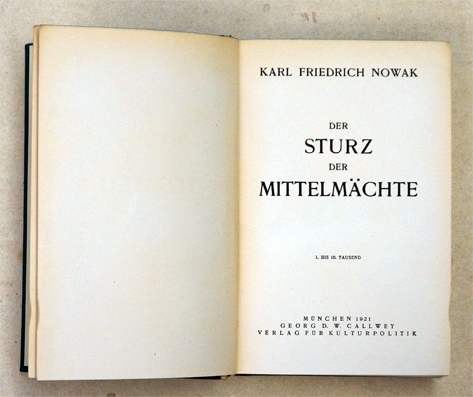 KARL FRIEDRICH NOWAK
DER
STURZ
DER
MITTELMÄCHTE
1. BIS 10. TAUSEND
MÜNCHEN 1921
GEORG D. W. CALLWEY
VERLAG FÜR KULTURPOLITIK